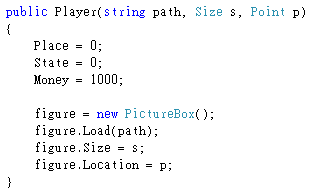 public Player(string path, Size s, Point p)
{
    Place = 0;
    State = 0;
    Money = 1000;

    figure = new PictureBox();
    figure.Load(path);
    figure.Size = s;
    figure.Location = p;
}